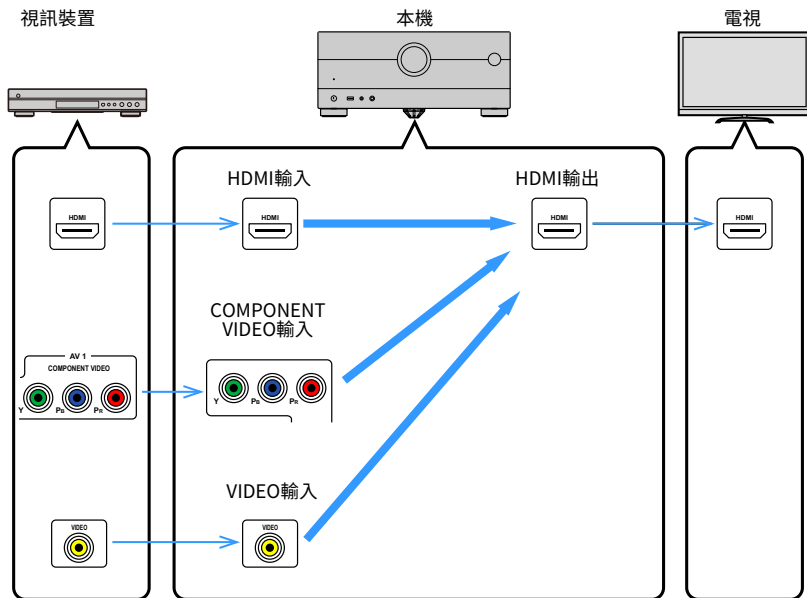 視訊裝置
本機
電視
HDMI輸入
HDMI輸出
HDMI
HDMI
HDMI
HDMI
COMPONENT
VIDEO輸入
AV 1
COMPONENT VIDEO
Y PB PR
Y PB PR
VIDEO輸入
VIDEO
VIDEO